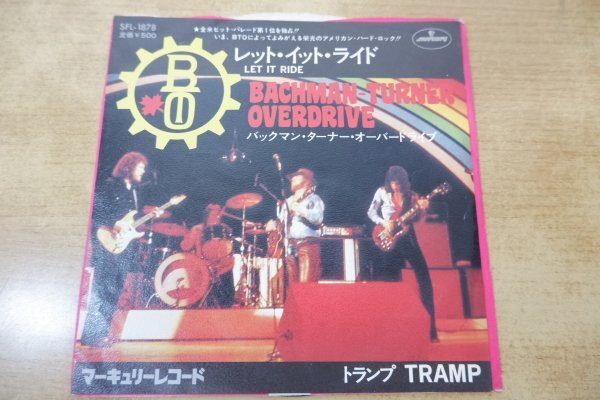 SFL-1878
定価¥500
★全米ヒット・パレード第1位を独占!!
いま、BTOによってよみがえる栄光のアメリカン・ハード・ロック!!
mercury
レット・イット・ライド
LET IT RIDE
BTO
BACHMAN-TURNER
OVERDRIVE
バックマン・ターナー・オーバードライブ
マーキュリーレコード
トランプ TRAMP